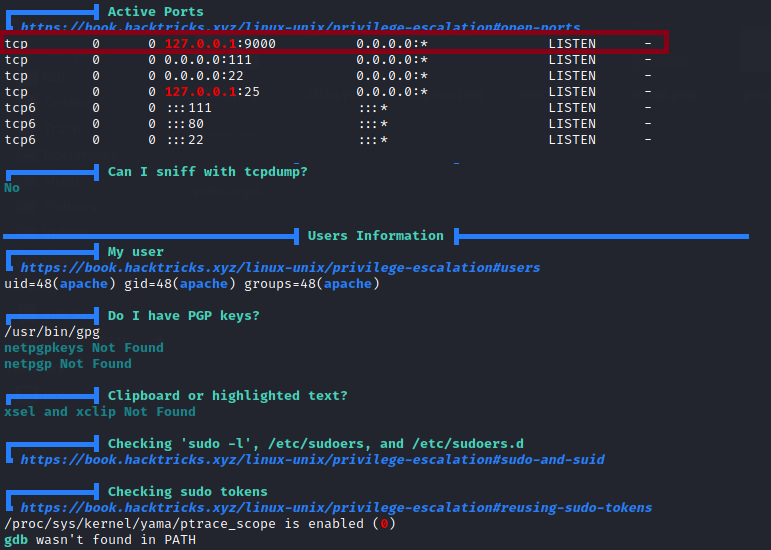 Active Ports
https://book.hacktricks.xyz/linux-unix/privilege-escalation#open-ports
tcp 0 0 127.0.0.1:9000 0.0.0.0:* LISTEN -
tcp 0 0 0.0.0.0:111 0.0.0.0:* LISTEN -
tcp 0 0 0.0.0.0:22 0.0.0.0:* LISTEN -
tcp 0 0 127.0.0.1:25 0.0.0.0:* LISTEN -
tcp6 0 0 :::111 :::* LISTEN -
tcp6 0 0 :::80 :::* LISTEN -
tcp6 0 0 :::22 :::* LISTEN -
Can I sniff with tcpdump?
No
Users Information
My user
https://book.hacktricks.xyz/linux-unix/privilege-escalation#users
uid=48(apache) gid=48(apache) groups=48(apache)
Do I have PGP keys?
/usr/bin/gpg
netpgpkeys Not Found
netpgp Not Found
Clipboard or highlighted text?
xsel and xclip Not Found
Checking 'sudo -l', /etc/sudoers, and /etc/sudoers.d
https://book.hacktricks.xyz/linux-unix/privilege-escalation#sudo-and-suid
Checking sudo tokens
https://book.hacktricks.xyz/linux-unix/privilege-escalation#reusing-sudo-tokens
/proc/sys/kernel/yama/ptrace_scope is enabled (0)
gdb wasn't found in PATH